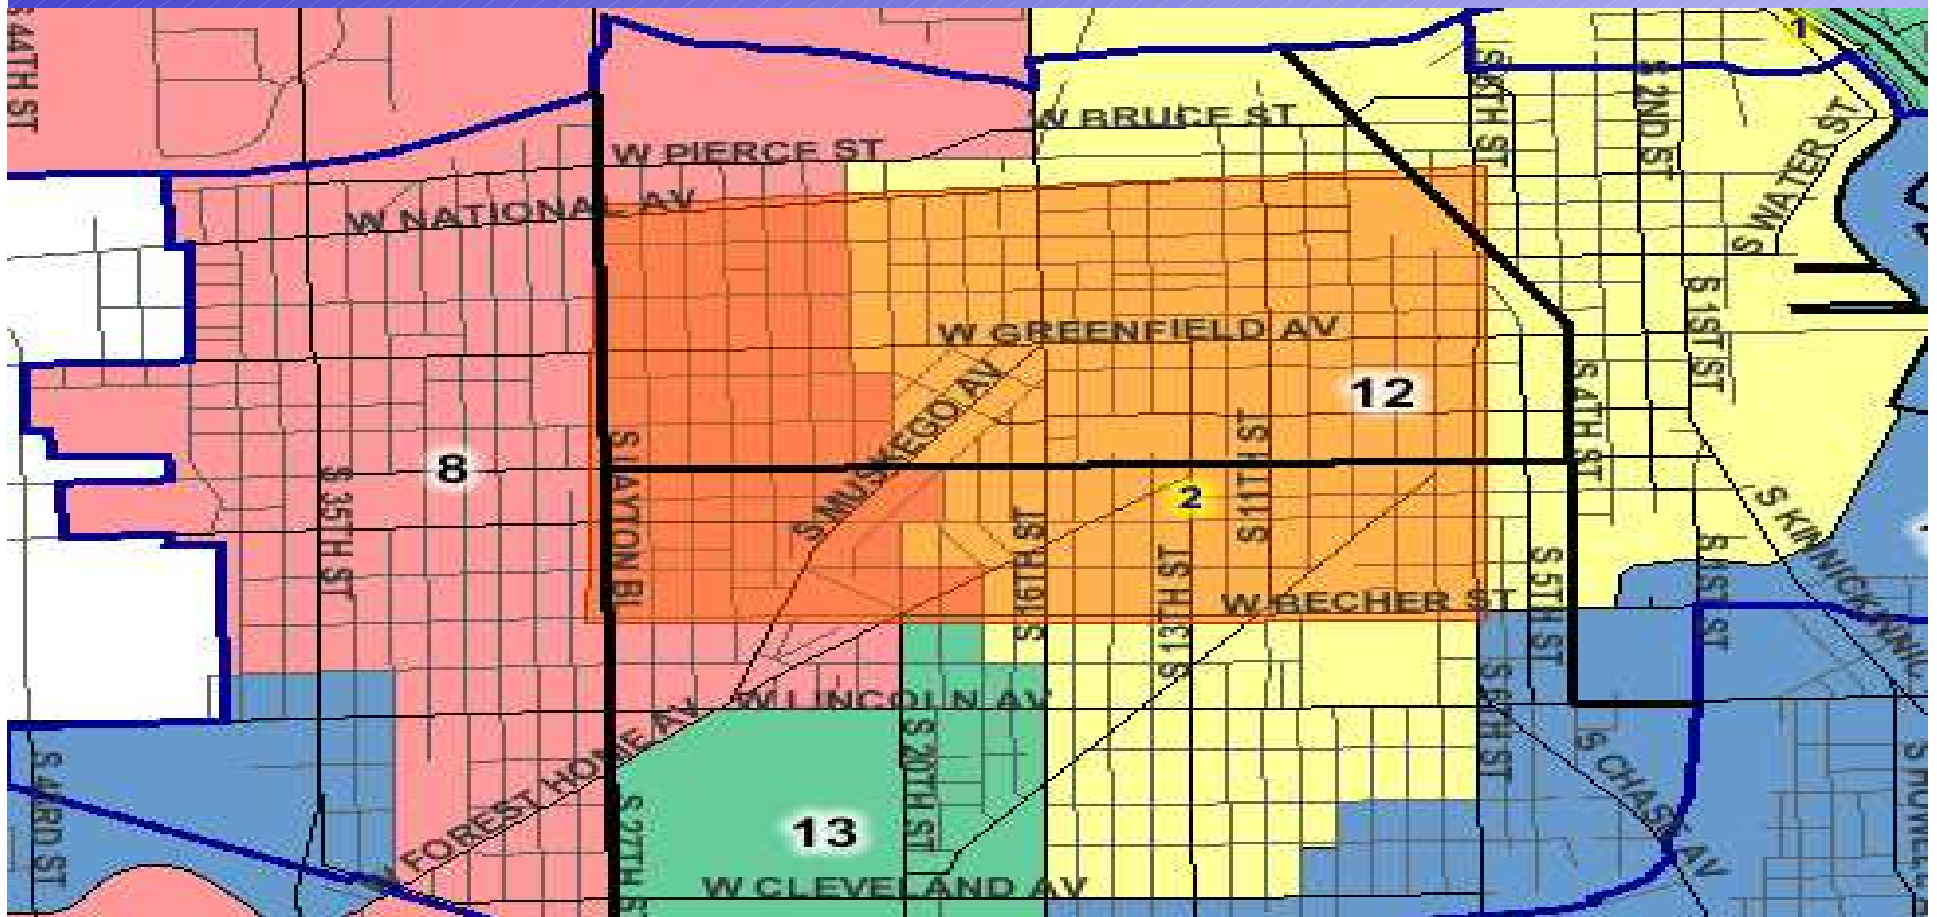 S 44TH ST
1
W BRUCE ST
S 6TH ST
S 2ND ST
W PIERCE ST
S WATER ST
W NATIONAL AV
W GREENFIELD AV
S 1ST ST
12
S MUSKEGO AV
S 4TH ST
8
S LAYTON BL
S 35TH ST
S 11TH ST
2
S KINNICKINNIC
S 16TH ST
S 13TH ST
S 5TH ST
S 1ST ST
W BECHER ST
W LINCOLN AV
S 6TH ST
W FOREST HOME AV
S 20TH ST
S CHASE AV
S 43RD ST
S 27TH S
13
W CLEVELAND AV